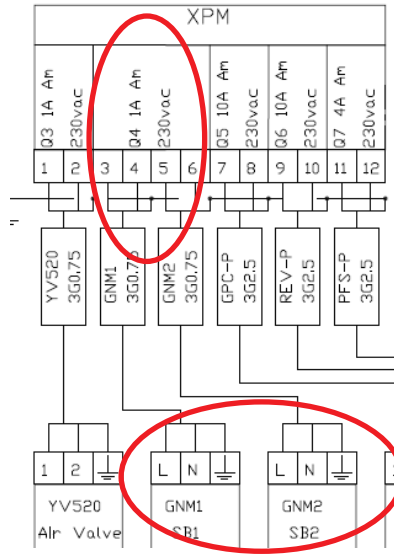 XPM
Q3 1A Am
230vac
Q4 1A Am
230vac
Q5 10A Am
230vac
Q6 10A Am
230vac
Q7 4A Am
230vac
1 2 3 4 5 6 7 8 9 10 11 12
YV520
3G0.75
GNM1
3G0.75
GNM2
3G0.75
GPC-P
3G2.5
REV-P
3G2.5
PFS-P
3G2.5
1 2 L N L N 1
YV520
AIr Valve
GNM1
SB1
GNM2
SB2